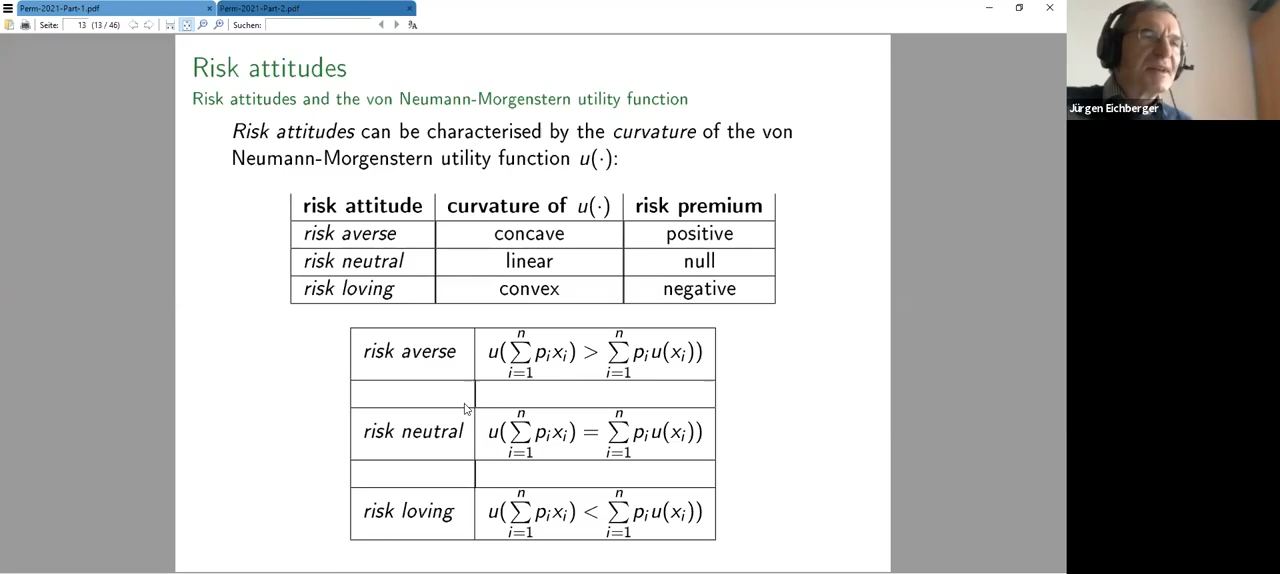 Perm-2021-Part-1.pdf × Perm-2021-Part-2.pdf ×
Seite: 13 (13 / 46) Suchen:
Risk attitudes
Risk attitudes and the von Neumann-Morgenstern utility function
Risk attitudes can be characterised by the curvature of the von
Neumann-Morgenstern utility function u(·):
risk attitude curvature of u(·) risk premium
risk averse concave positive
risk neutral linear null
risk loving convex negative
risk averse u(∑_{i=1}^{n} p_i x_i) > ∑_{i=1}^{n} p_i u(x_i))
risk neutral u(∑_{i=1}^{n} p_i x_i) = ∑_{i=1}^{n} p_i u(x_i))
risk loving u(∑_{i=1}^{n} p_i x_i) < ∑_{i=1}^{n} p_i u(x_i))
Jürgen Eichberger